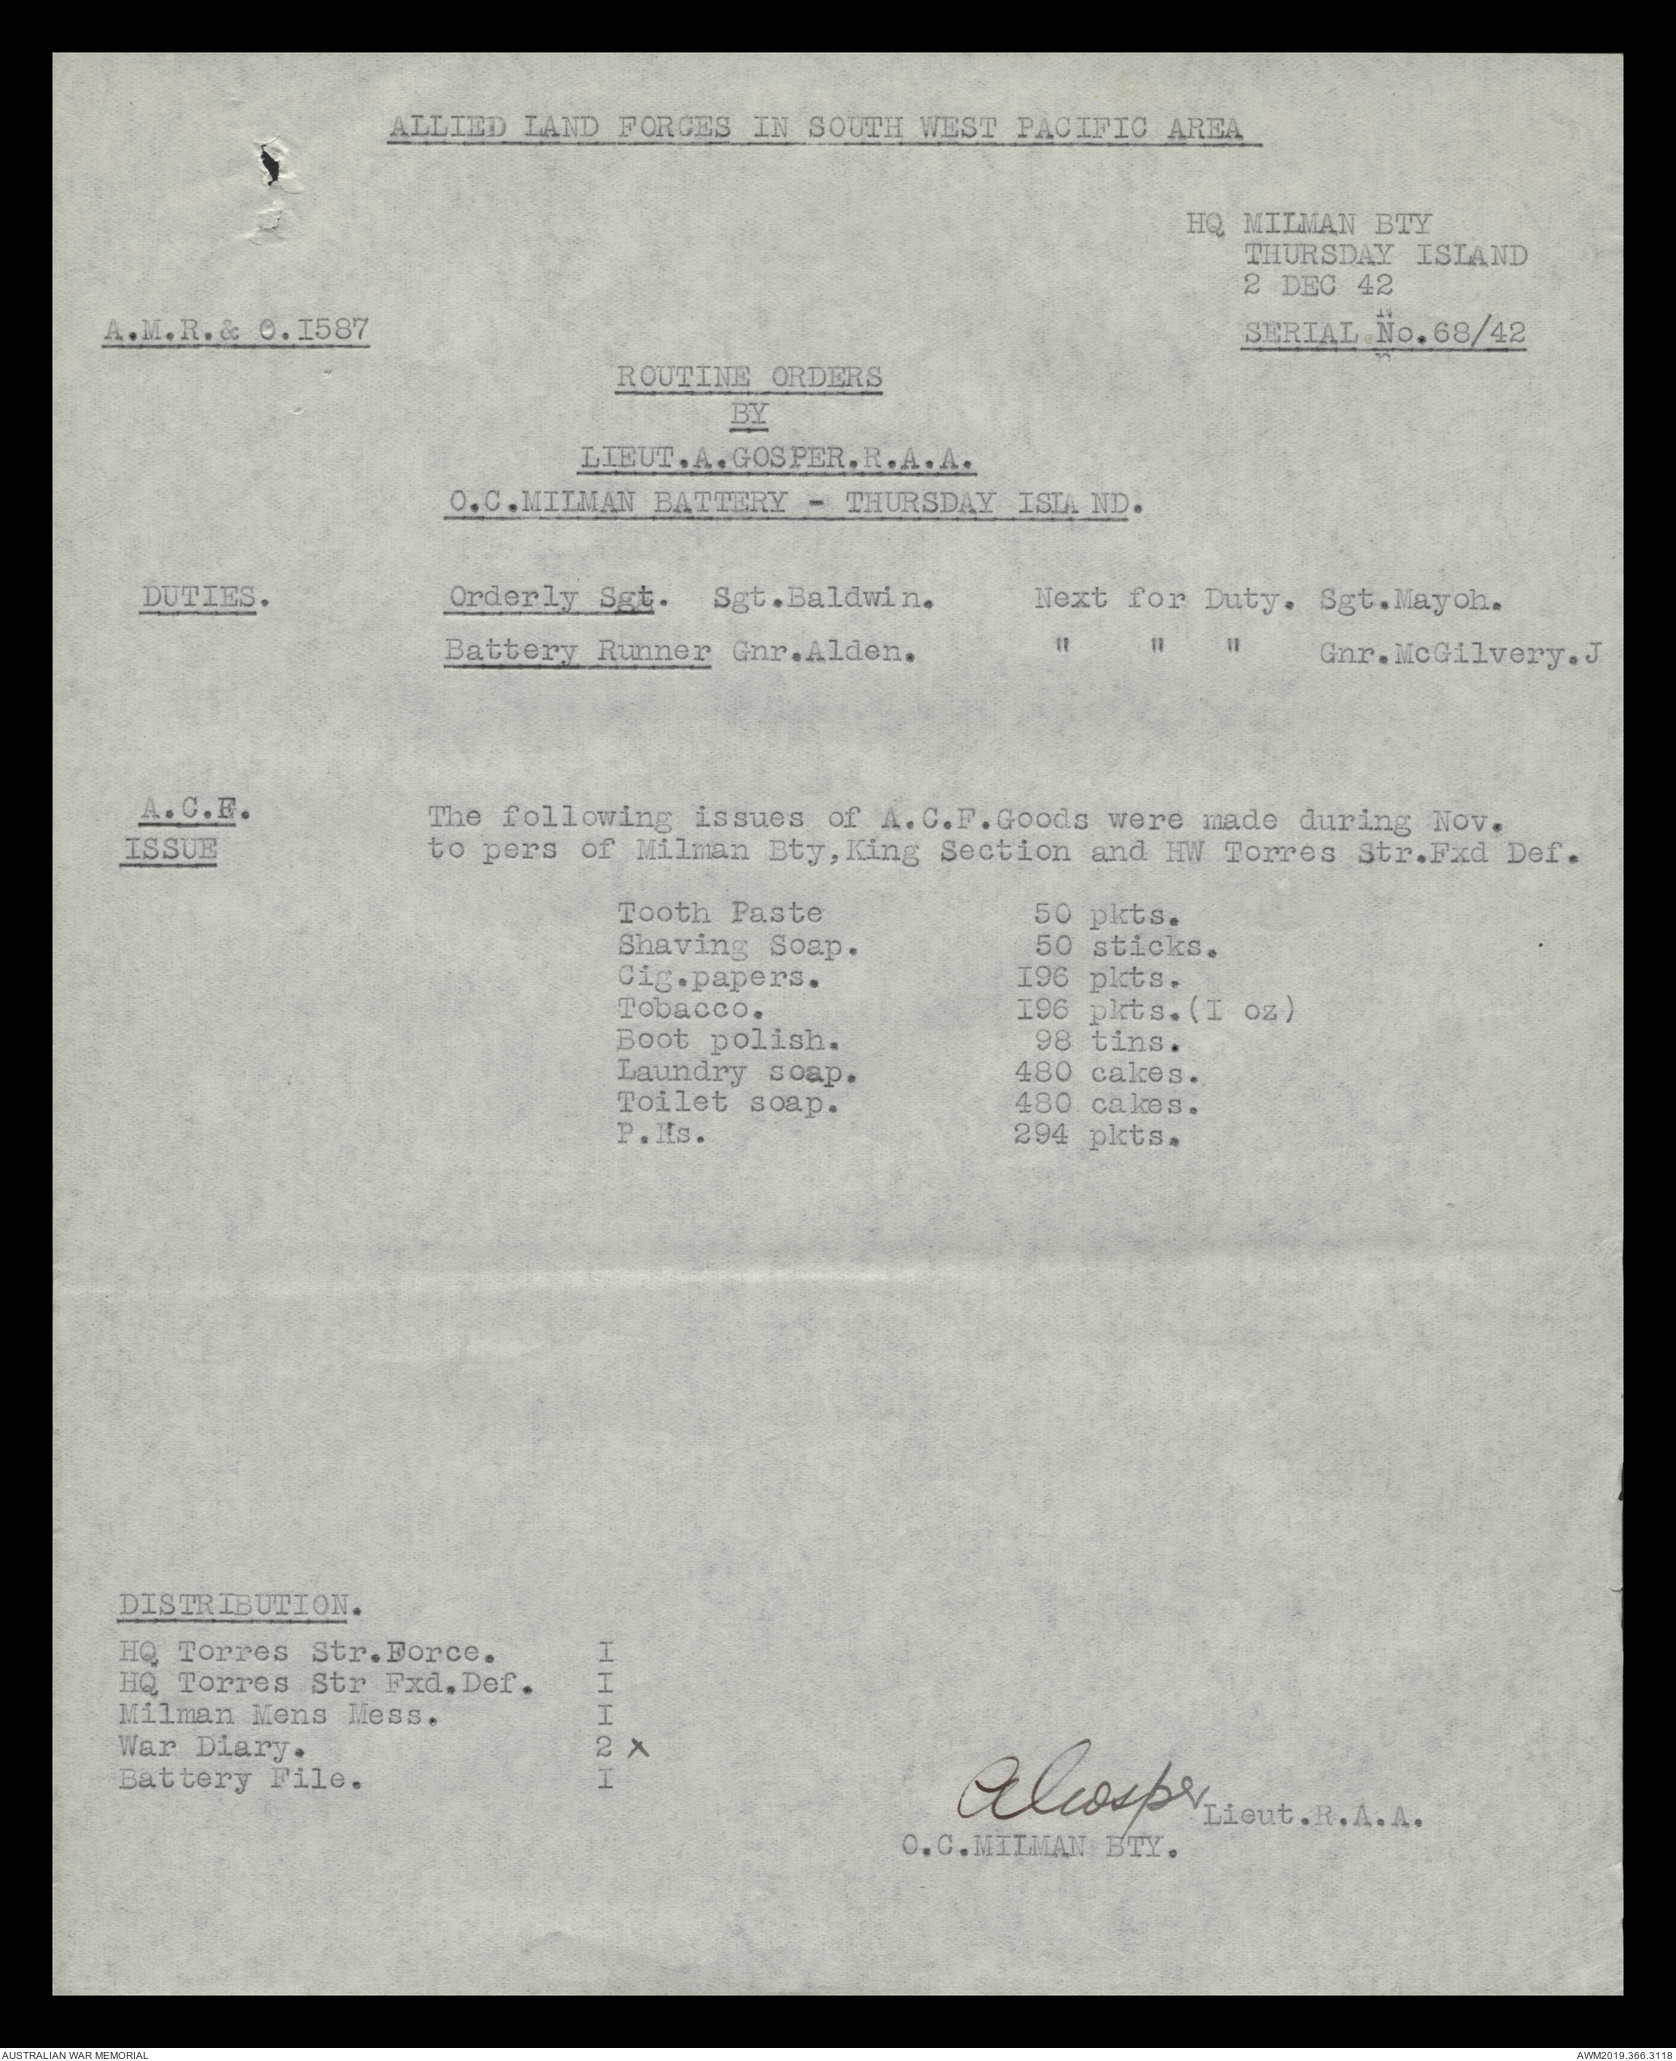 ALLIED LAND FORCES IN SOUTH WEST PACIFIC AREA
HQ MILMAN BTY
THURSDAY ISLAND
2 DEC 42
A.M.R.& O.I587
SERIAL No.68/42
ROUTINE ORDERS
BY
LIEUT.A.GOSPER.R.A.A.
O.C.MILMAN BATTERY - THURSDAY ISLA ND.
DUTIES. Orderly Sgt. Sgt.Baldwin. Next for Duty. Sgt.Mayoh.
Battery Runner Gnr.Alden. " " " Gnr.McGilvery.J
A.C.F. The following issues of A.C.F.Goods were made during Nov.
ISSUE to pers of Milman Bty,King Section and HW Torres Str.Fxd Def.
Tooth Paste 50 pkts.
Shaving Soap. 50 sticks.
Cig.papers. I96 pkts.
Tobacco. I96 pkts.(I oz)
Boot polish. 98 tins.
Laundry soap. 480 cakes.
Toilet soap. 480 cakes.
P.Ks. 294 pkts.
DISTRIBUTION.
HQ Torres Str.Force. I
HQ Torres Str Fxd.Def. I
Milman Mens Mess. I
War Diary. 2 x
Battery File. I
A Gosper Lieut.R.A.A.
O.C.MILMAN BTY.
AUSTRALIAN WAR MEMORIAL AWM2019.366.3118